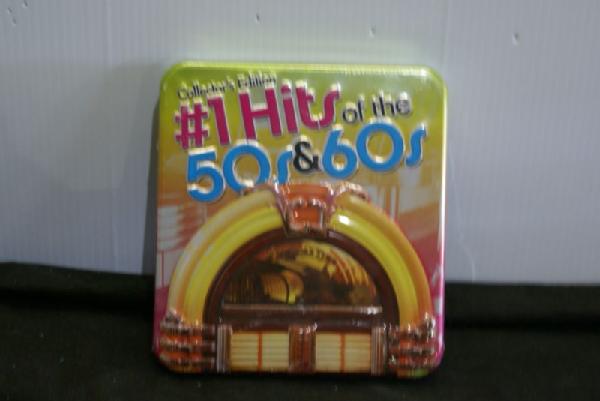 Collector's Edition
#1 Hits of the
50s & 60s